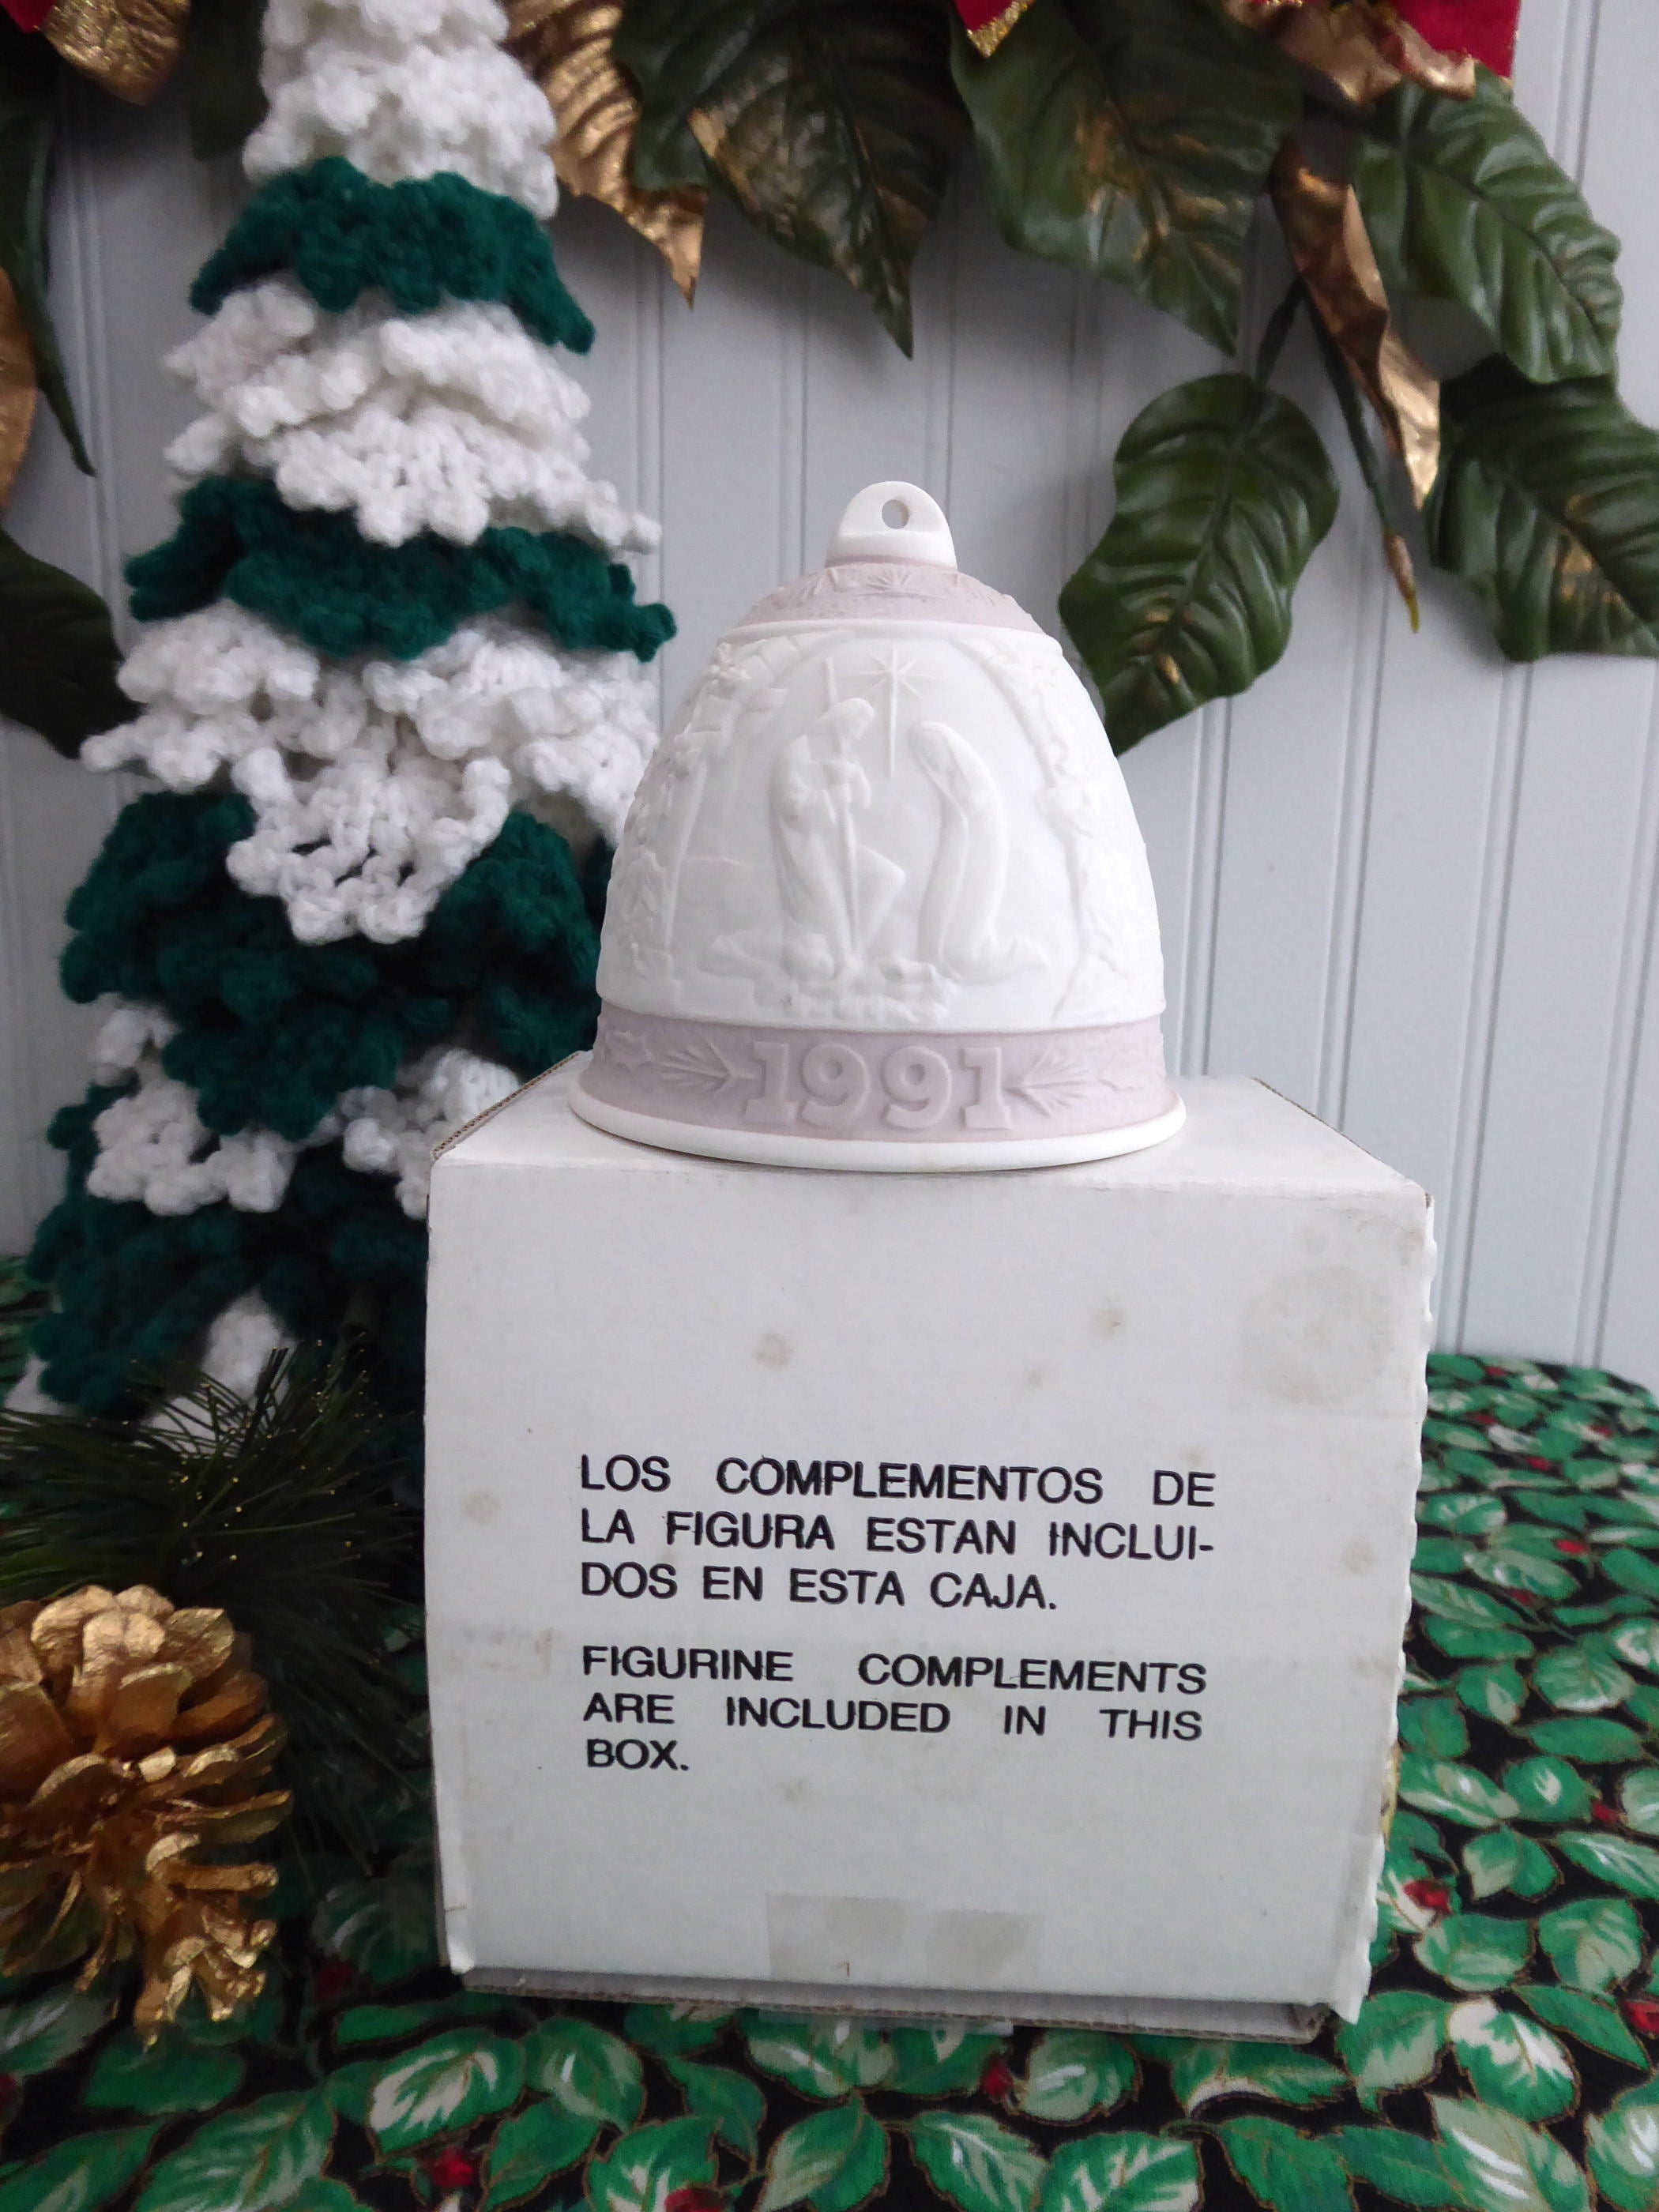 1991
LOS COMPLEMENTOS DE
LA FIGURA ESTAN INCLUI-
DOS EN ESTA CAJA.
FIGURINE COMPLEMENTS
ARE INCLUDED IN THIS
BOX.